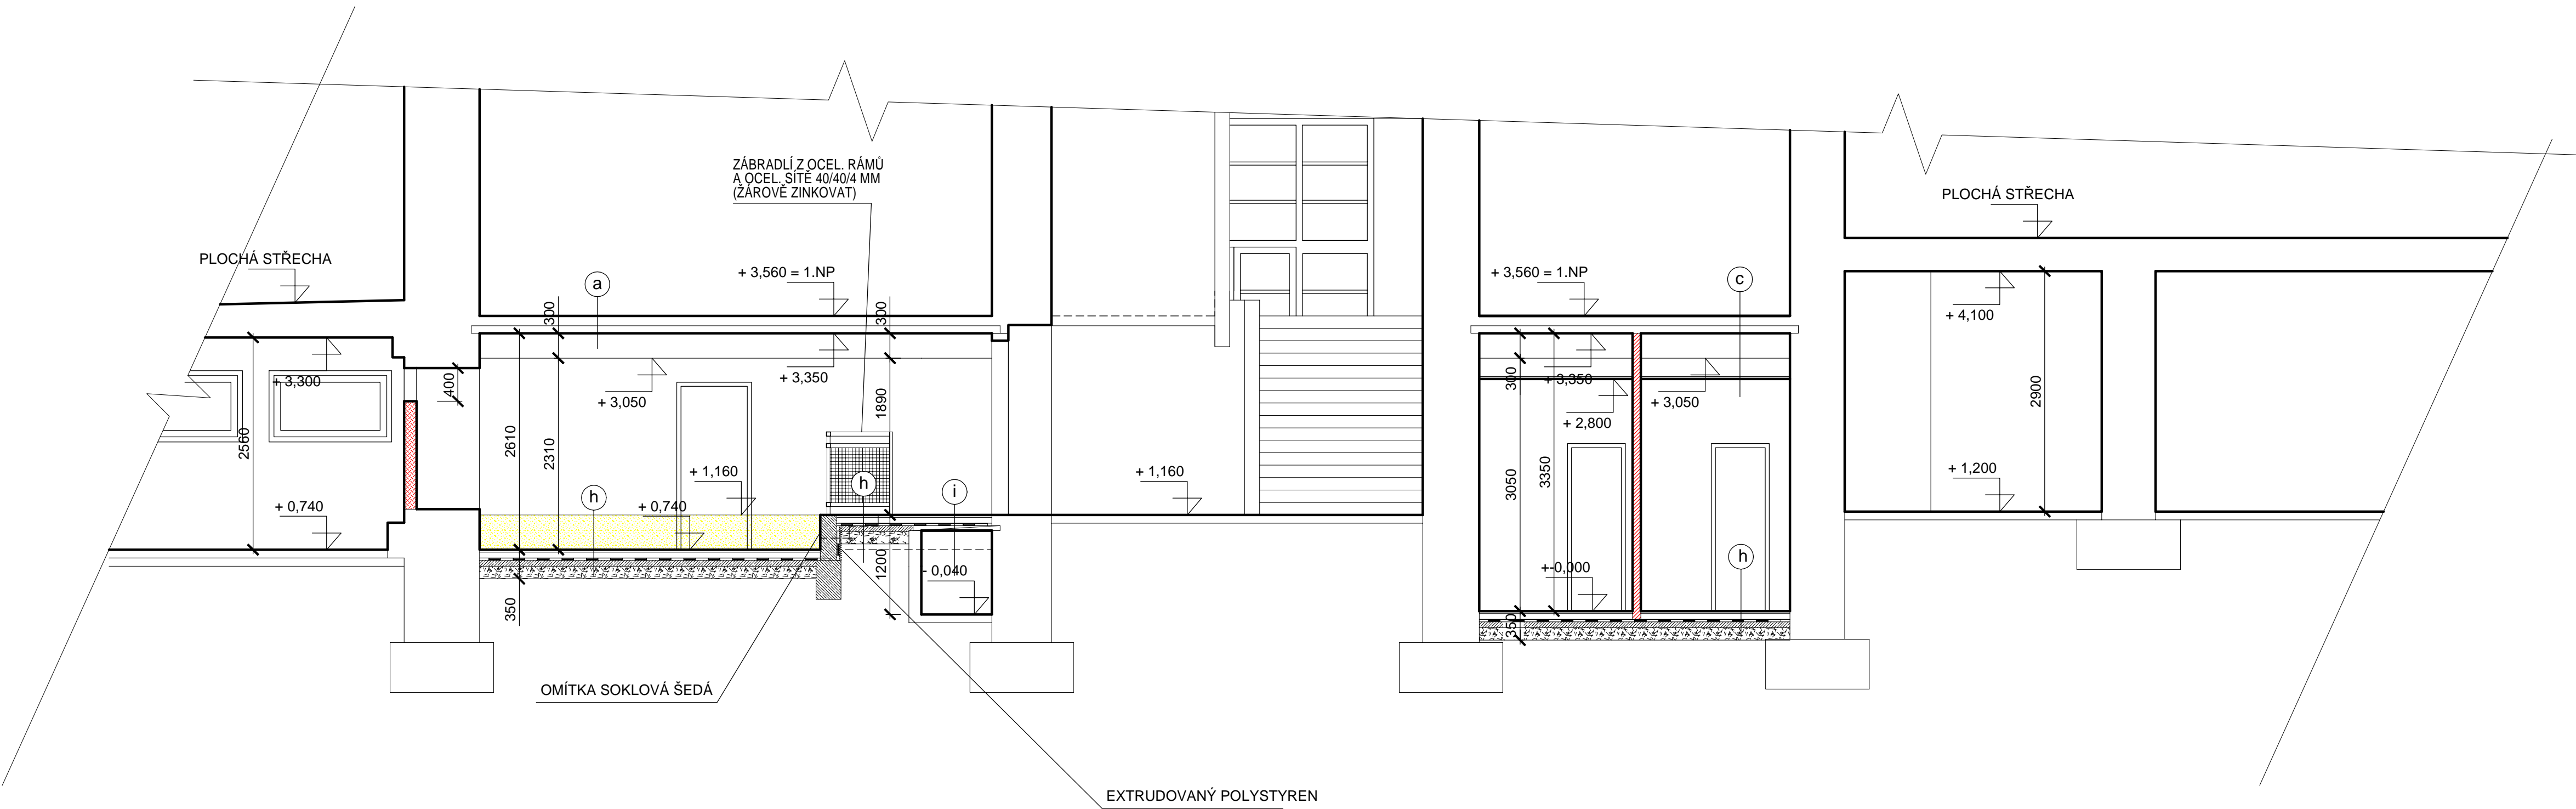 ZÁBRADLÍ Z OCEL. RÁMŮ
A OCEL. SÍTĚ 40/40/4 MM
(ŽÁROVĚ ZINKOVAT)
PLOCHÁ STŘECHA
PLOCHÁ STŘECHA
+ 3,560 = 1.NP
+ 3,560 = 1.NP
a
c
300
300
+ 4,100
+ 3,300
400
+ 3,350
+ 3,350
300
+ 3,050
+ 3,050
1890
2900
+ 2,800
2560
2610
2310
+ 1,160
+ 1,160
+ 1,200
3050
3350
h
h
i
+ 0,740
+ 0,740
1200
- 0,040
+-0,000
h
350
350
OMÍTKA SOKLOVÁ ŠEDÁ
EXTRUDOVANÝ POLYSTYREN